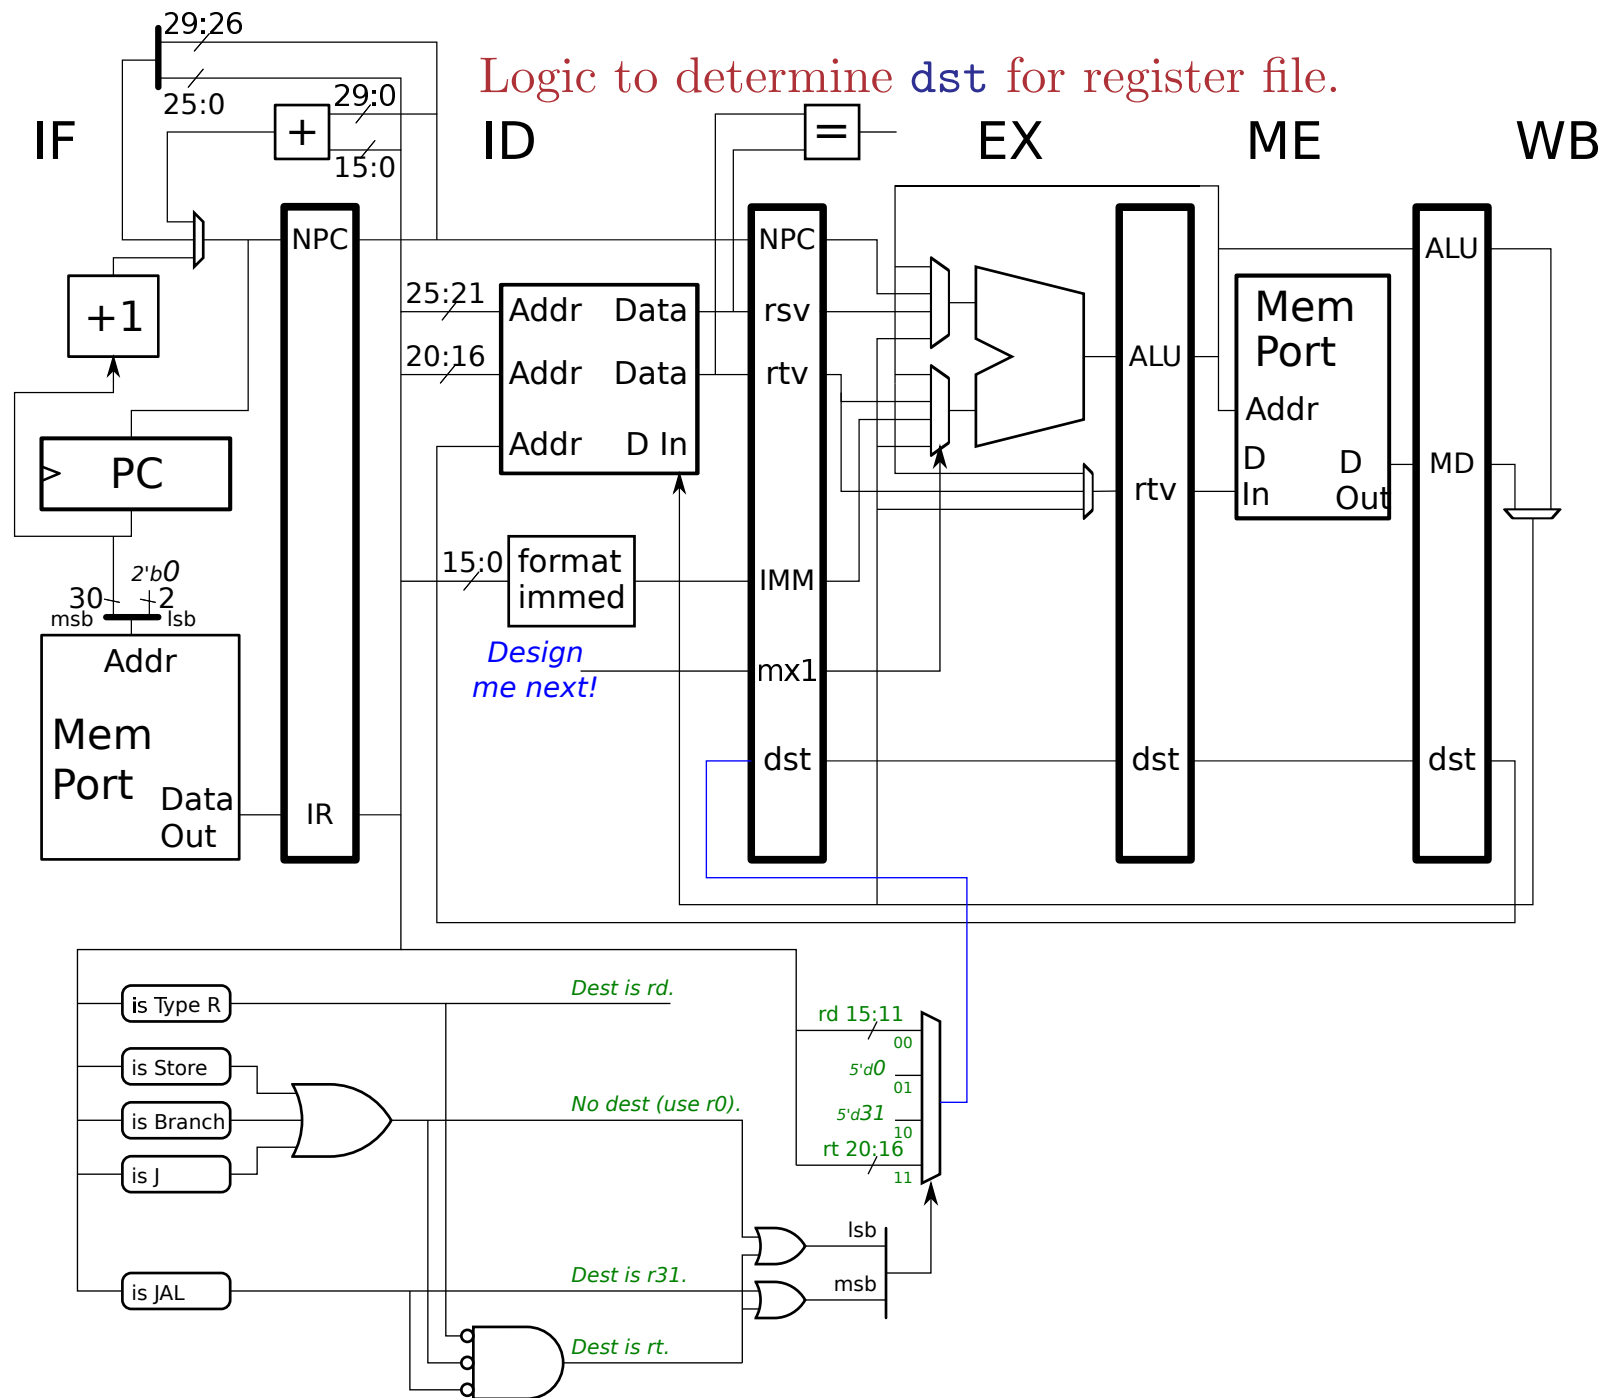 29:26
Logic to determine dst for register file.
25:0
29:0
+
=
15:0
IF
ID
EX
ME
WB
NPC
NPC
ALU
25:21
Addr
Data
rsv
+1
Mem
Port
20:16
Addr
Data
rtv
ALU
Addr
Addr
D In
PC
D
In
D
Out
MD
rtv
15:0
format
immed
IMM
2'b0
30
2
msb
lsb
Addr
Design
me next!
mx1
Mem
Port
dst
dst
dst
Data
Out
IR
is Type R
Dest is rd.
rd 15:11
00
is Store
5'd0
01
is Branch
No dest (use r0).
5'd31
10
is J
rt 20:16
11
lsb
is JAL
Dest is r31.
msb
Dest is rt.